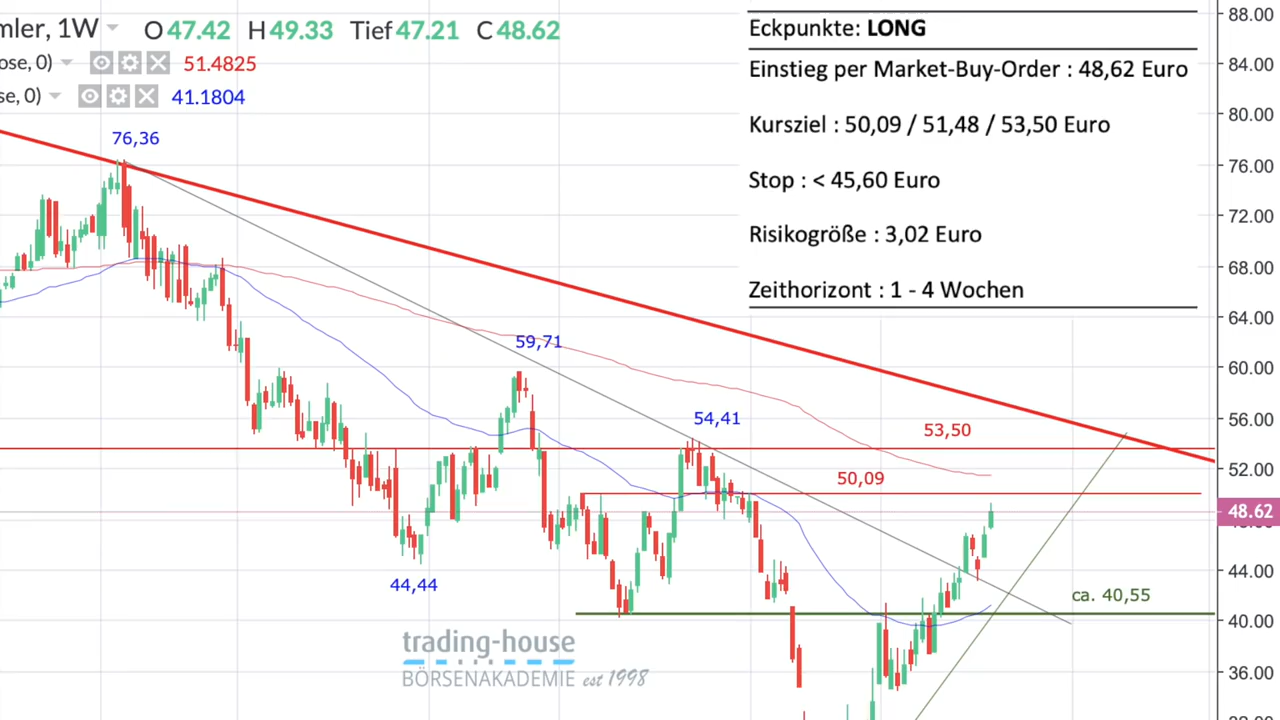 mler, 1W O 47.42 H 49.33 Tief 47.21 C 48.62
ose, 0) 51.4825
se, 0) 41.1804
Eckpunkte: LONG
Einstieg per Market-Buy-Order : 48,62 Euro
Kursziel : 50,09 / 51,48 / 53,50 Euro
Stop : < 45,60 Euro
Risikogröße : 3,02 Euro
Zeithorizont : 1 - 4 Wochen
76,36
59,71
54,41
53,50
50,09
44,44
ca. 40,55
88.00
84.00
80.00
76.00
72.00
68.00
64.00
60.00
56.00
52.00
48.62
44.00
40.00
36.00
trading-house
BÖRSENAKADEMIE est 1998